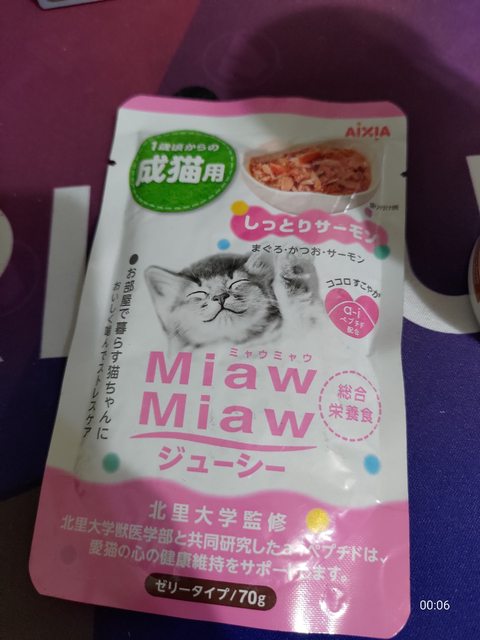 AIXIA
1歳頃からの
成猫用
しっとりサーモン
まぐろ・かつお・サーモン
ココロすこやか
α-i
ペプチド
配合
お部屋で暮らす猫ちゃんに
おいしく噛んでストレスケア
ミャウミャウ
Miaw
Miaw
ジューシー
総合
栄養食
北里大学監修
北里大学獣医学部と共同研究したα-iペプチドは、
愛猫の心の健康維持をサポートします。
ゼリータイプ/70g
00:06